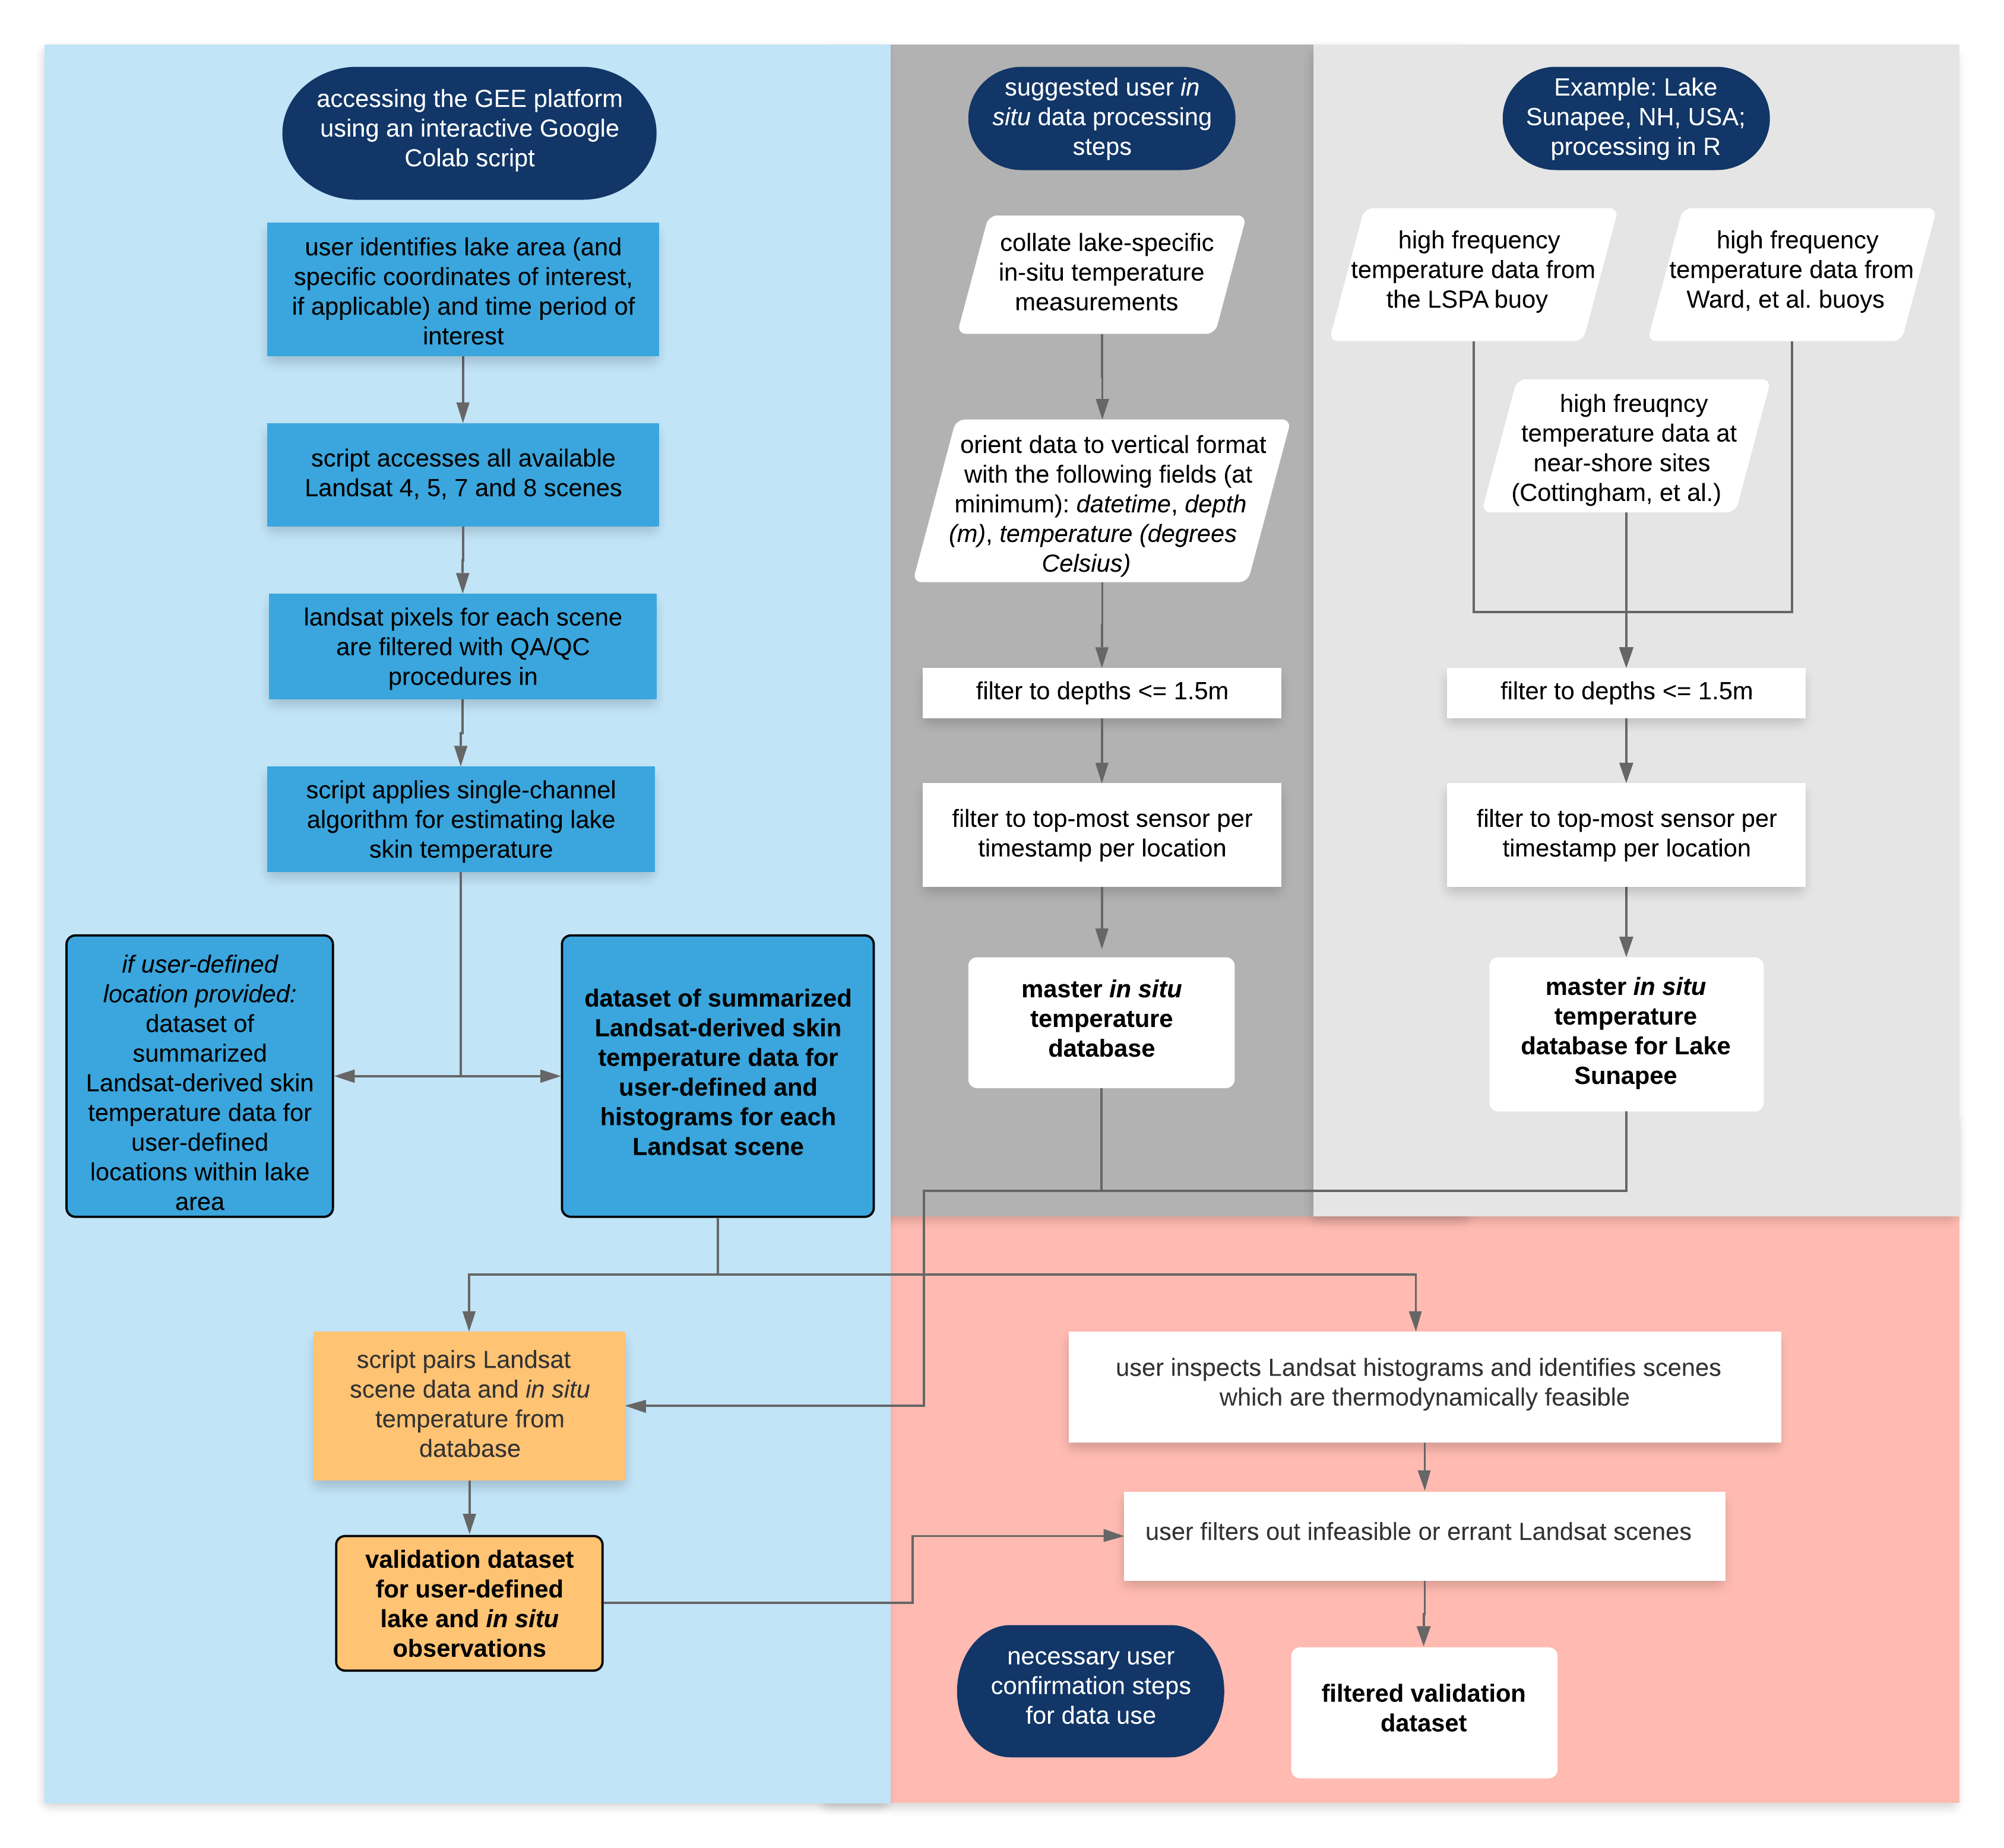 accessing the GEE platform
using an interactive Google
Colab script
user identifies lake area (and
specific coordinates of interest,
if applicable) and time period of
interest
script accesses all available
Landsat 4, 5, 7 and 8 scenes
landsat pixels for each scene
are filtered with QA/QC
procedures in
script applies single-channel
algorithm for estimating lake
skin temperature
if user-defined
location provided:
dataset of
summarized
Landsat-derived skin
temperature data for
user-defined
locations within lake
area
dataset of summarized
Landsat-derived skin
temperature data for
user-defined and
histograms for each
Landsat scene
script pairs Landsat
scene data and in situ
temperature from
database
validation dataset
for user-defined
lake and in situ
observations
suggested user in
situ data processing
steps
collate lake-specific
in-situ temperature
measurements
orient data to vertical format
with the following fields (at
minimum): datetime, depth
(m), temperature (degrees
Celsius)
filter to depths <= 1.5m
filter to top-most sensor per
timestamp per location
master in situ
temperature
database
Example: Lake
Sunapee, NH, USA;
processing in R
high frequency
temperature data from
the LSPA buoy
high frequency
temperature data from
Ward, et al. buoys
high freuqncy
temperature data at
near-shore sites
(Cottingham, et al.)
filter to depths <= 1.5m
filter to top-most sensor per
timestamp per location
master in situ
temperature
database for Lake
Sunapee
user inspects Landsat histograms and identifies scenes
which are thermodynamically feasible
user filters out infeasible or errant Landsat scenes
necessary user
confirmation steps
for data use
filtered validation
dataset